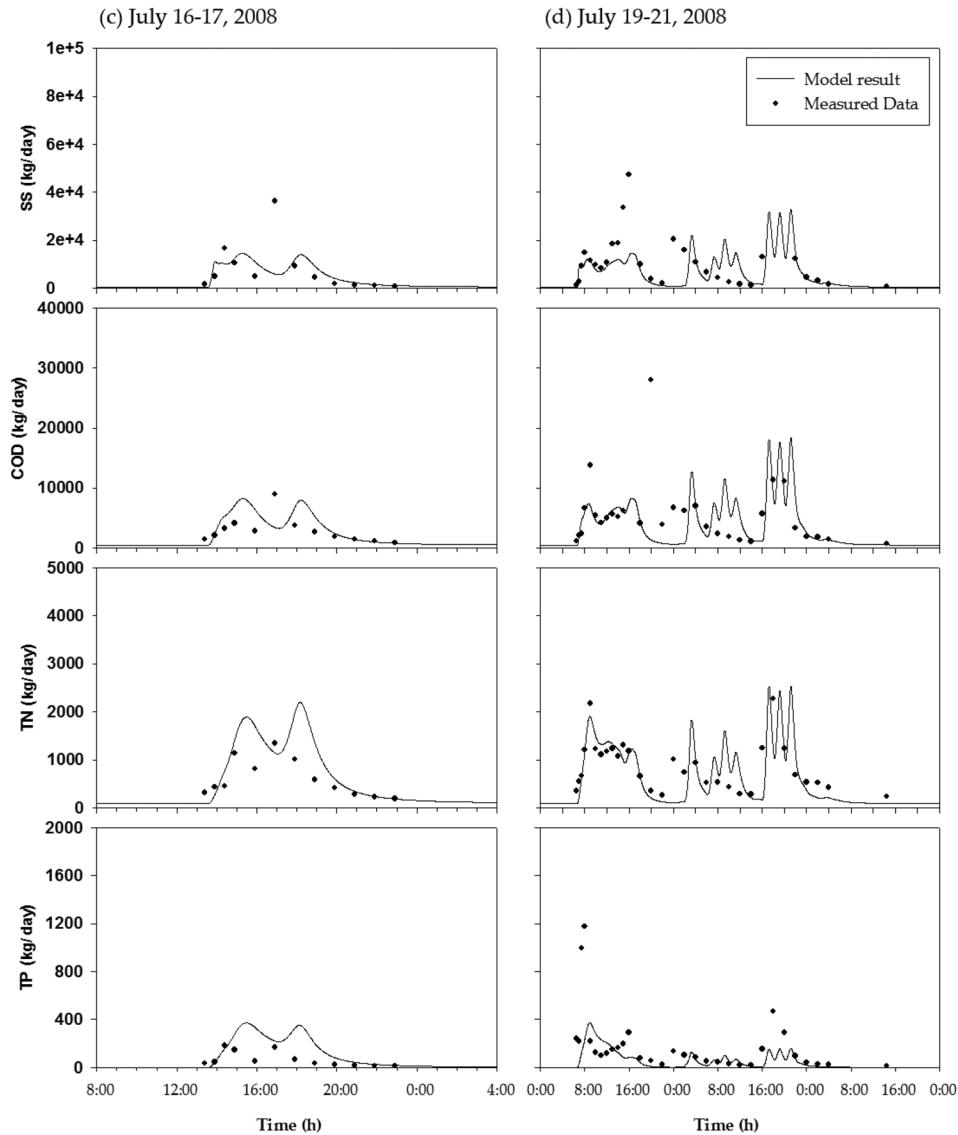 (c) July 16-17, 2008
(d) July 19-21, 2008
1e+5
8e+4
6e+4
4e+4
2e+4
0
SS (kg/day)
Model result
Measured Data
40000
30000
20000
10000
0
COD (kg/day)
5000
4000
3000
2000
1000
0
TN (kg/day)
2000
1600
1200
800
400
0
TP (kg/day)
8:00 12:00 16:00 20:00 0:00 4:00
0:00 8:00 16:00 0:00 8:00 16:00 0:00 8:00 16:00 0:00
Time (h)
Time (h)